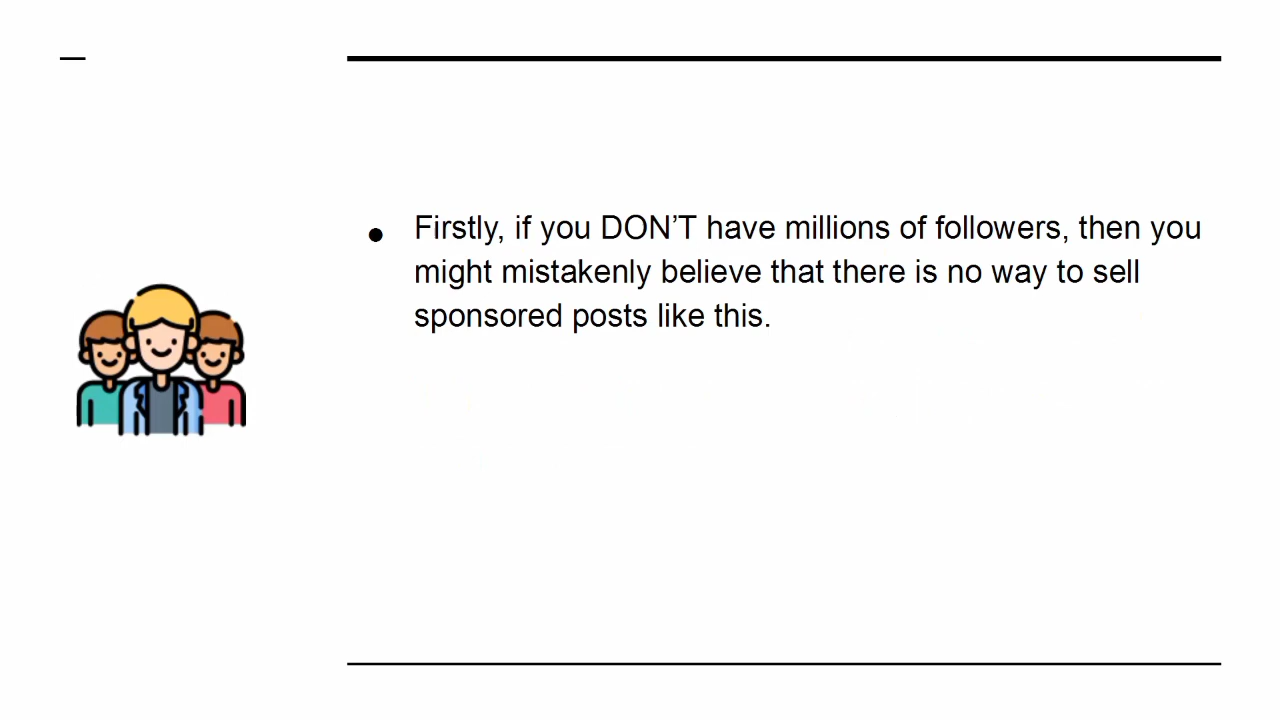 Firstly, if you DON’T have millions of followers, then you
might mistakenly believe that there is no way to sell
sponsored posts like this.